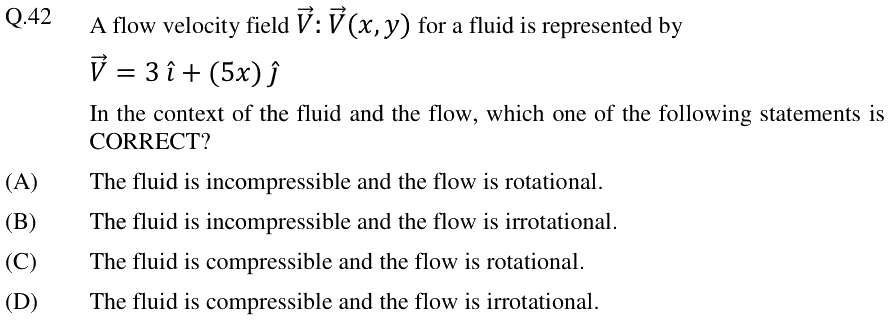 Q.42 A flow velocity field V⃗: V⃗(x, y) for a fluid is represented by
V⃗ = 3 î + (5x) ĵ
In the context of the fluid and the flow, which one of the following statements is
CORRECT?
(A) The fluid is incompressible and the flow is rotational.
(B) The fluid is incompressible and the flow is irrotational.
(C) The fluid is compressible and the flow is rotational.
(D) The fluid is compressible and the flow is irrotational.